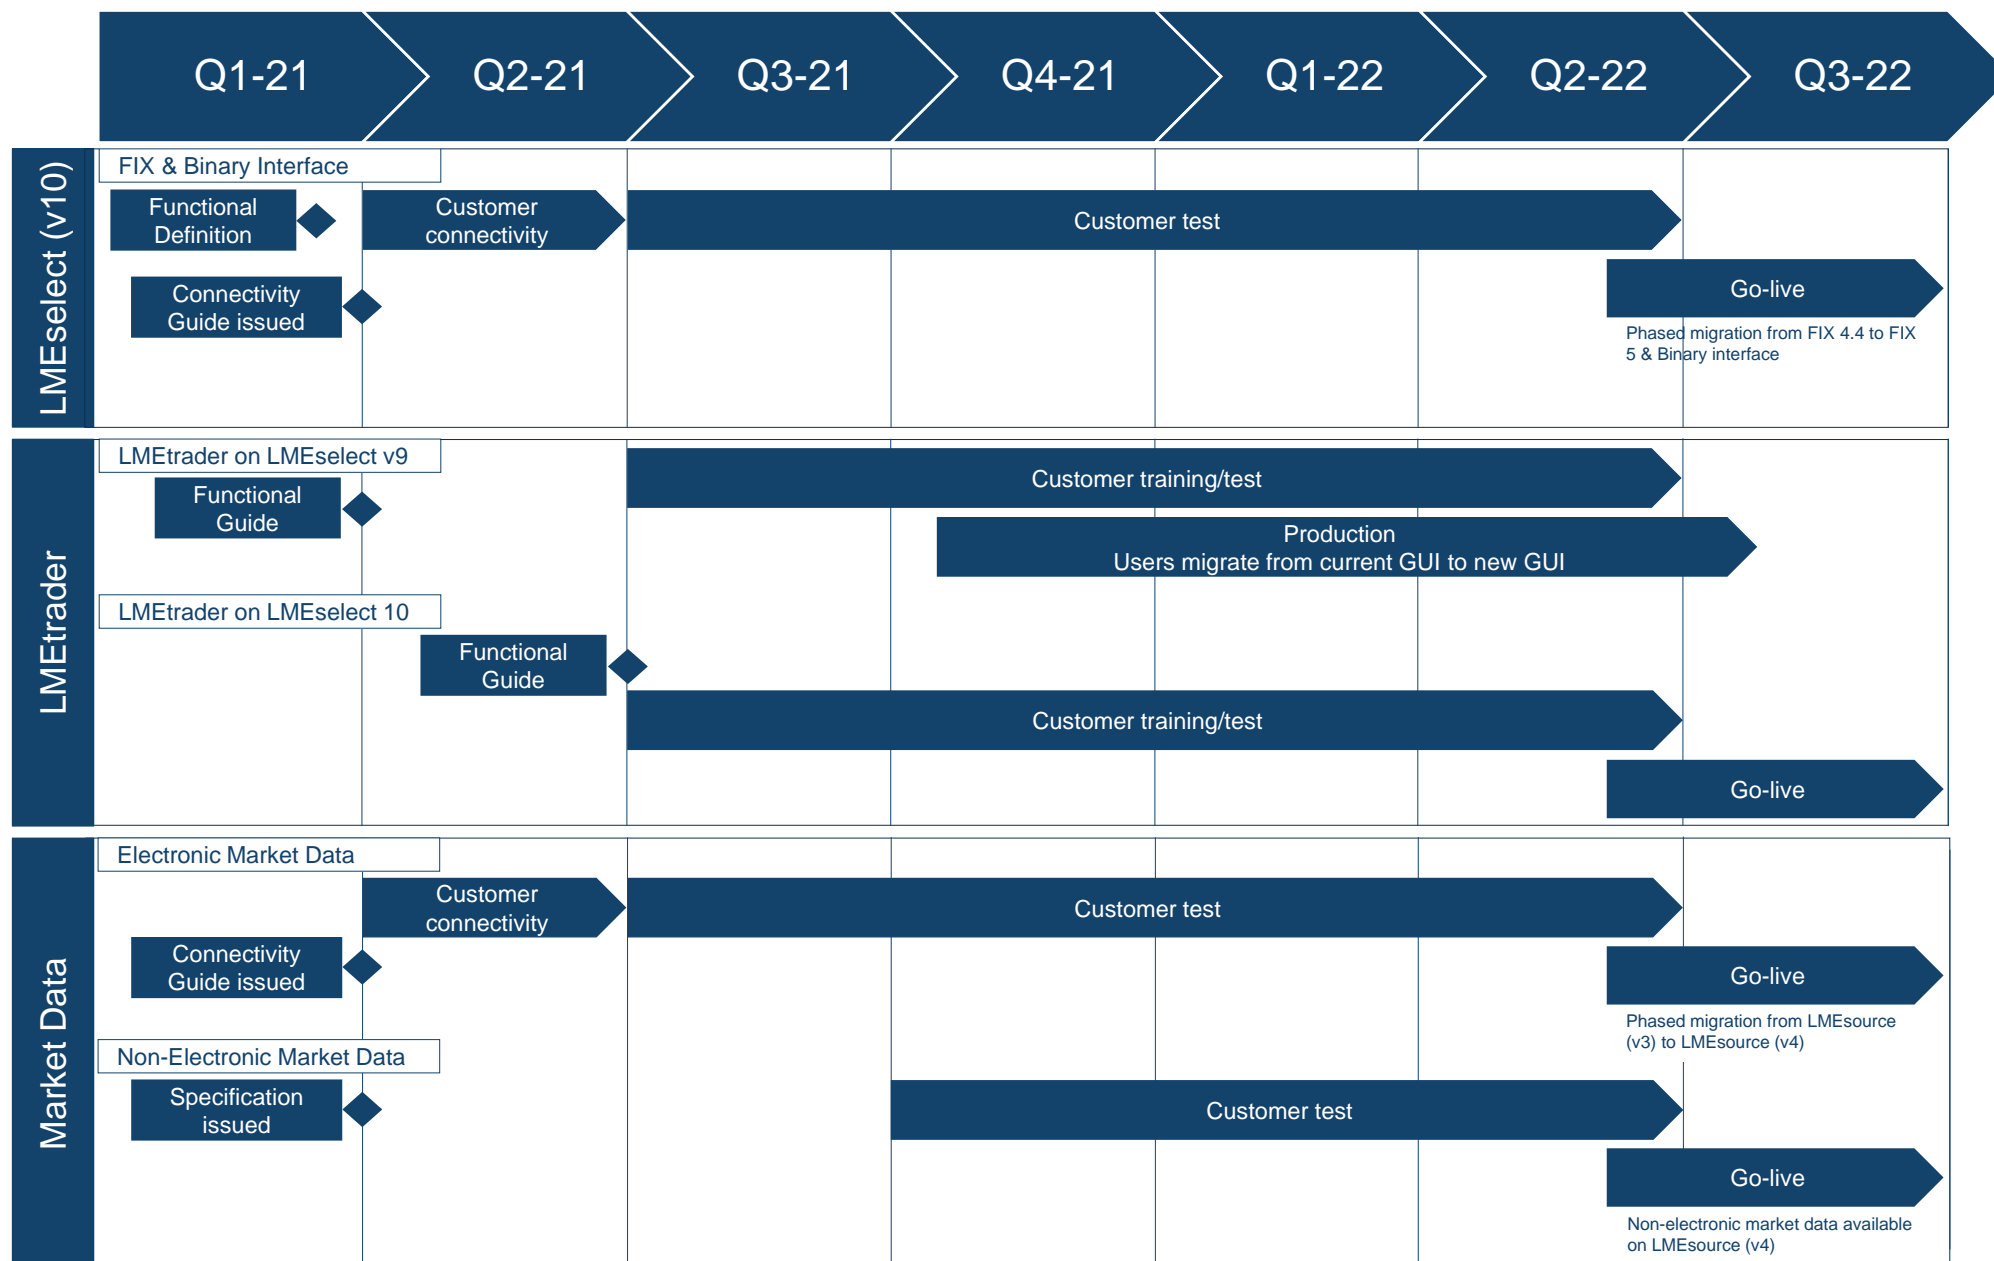 Q1-21
Q2-21
Q3-21
Q4-21
Q1-22
Q2-22
Q3-22
LMEselect (v10)
FIX & Binary Interface
Functional
Definition
Customer
connectivity
Customer test
Connectivity
Guide issued
Go-live
Phased migration from FIX 4.4 to FIX
5 & Binary interface
LMEtrader
LMEtrader on LMEselect v9
Customer training/test
Functional
Guide
Production
Users migrate from current GUI to new GUI
LMEtrader on LMEselect 10
Functional
Guide
Customer training/test
Go-live
Market Data
Electronic Market Data
Customer
connectivity
Customer test
Connectivity
Guide issued
Go-live
Phased migration from LMEsource
(v3) to LMEsource (v4)
Non-Electronic Market Data
Specification
issued
Customer test
Go-live
Non-electronic market data available
on LMEsource (v4)